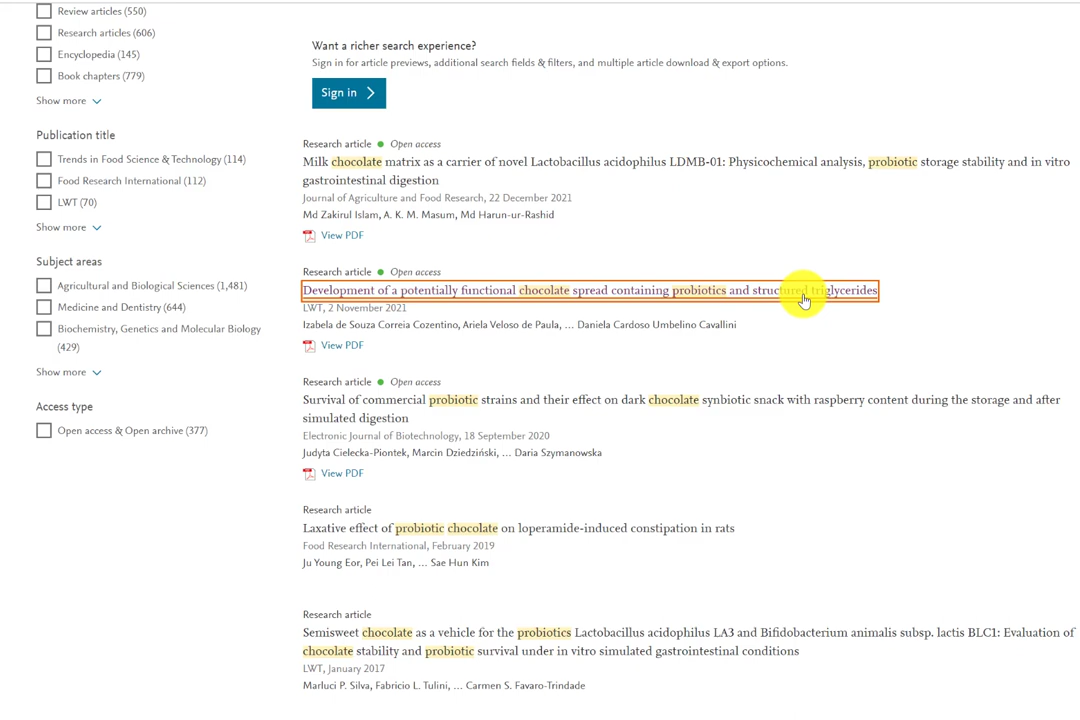 Review articles (550)
Research articles (606)
Encyclopedia (145)
Book chapters (779)
Show more
Publication title
Trends in Food Science & Technology (114)
Food Research International (112)
LWT (70)
Show more
Subject areas
Agricultural and Biological Sciences (1,481)
Medicine and Dentistry (644)
Biochemistry, Genetics and Molecular Biology
(429)
Show more
Access type
Open access & Open archive (377)
Want a richer search experience?
Sign in for article previews, additional search fields & filters, and multiple article download & export options.
Sign in
Research article Open access
Milk chocolate matrix as a carrier of novel Lactobacillus acidophilus LDMB-01: Physicochemical analysis, probiotic storage stability and in vitro
gastrointestinal digestion
Journal of Agriculture and Food Research, 22 December 2021
Md Zakirul Islam, A. K. M. Masum, Md Harun-ur-Rashid
View PDF
Research article Open access
Development of a potentially functional chocolate spread containing probiotics and structured triglycerides
LWT, 2 November 2021
Izabela de Souza Correia Cozentino, Ariela Veloso de Paula, ... Daniela Cardoso Umbelino Cavallini
View PDF
Research article Open access
Survival of commercial probiotic strains and their effect on dark chocolate synbiotic snack with raspberry content during the storage and after
simulated digestion
Electronic Journal of Biotechnology, 18 September 2020
Judyta Cielecka-Piontek, Marcin Dziedziński, ... Daria Szymanowska
View PDF
Research article
Laxative effect of probiotic chocolate on loperamide-induced constipation in rats
Food Research International, February 2019
Ju Young Eor, Pei Lei Tan, ... Sae Hun Kim
Research article
Semisweet chocolate as a vehicle for the probiotics Lactobacillus acidophilus LA3 and Bifidobacterium animalis subsp. lactis BLC1: Evaluation of
chocolate stability and probiotic survival under in vitro simulated gastrointestinal conditions
LWT, January 2017
Marluci P. Silva, Fabricio L. Tulini, ... Carmen S. Favaro-Trindade